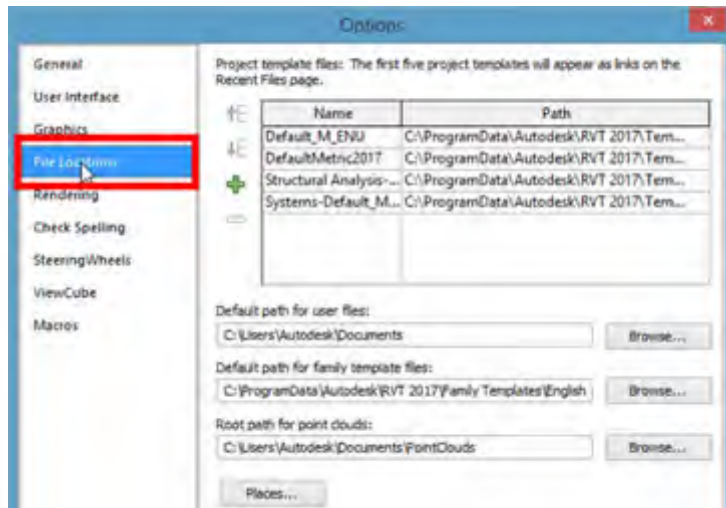 Options
General
User Interface
Graphics
File Locations
Rendering
Check Spelling
SteeringWheels
ViewCube
Macros
Project template files: The first five project templates will appear as links on the
Recent Files page.
Name Path
Default_M_ENU C:\ProgramData\Autodesk\RVT 2017\Tem...
DefaultMetric2017 C:\ProgramData\Autodesk\RVT 2017\Tem...
Structural Analysis-... C:\ProgramData\Autodesk\RVT 2017\Tem...
Systems-Default_M... C:\ProgramData\Autodesk\RVT 2017\Tem...
Default path for user files:
C:\Users\Autodesk\Documents Browse...
Default path for family template files:
C:\ProgramData\Autodesk\RVT 2017\Family Templates\English Browse...
Root path for point clouds:
C:\Users\Autodesk\Documents\PointClouds Browse...
Places...